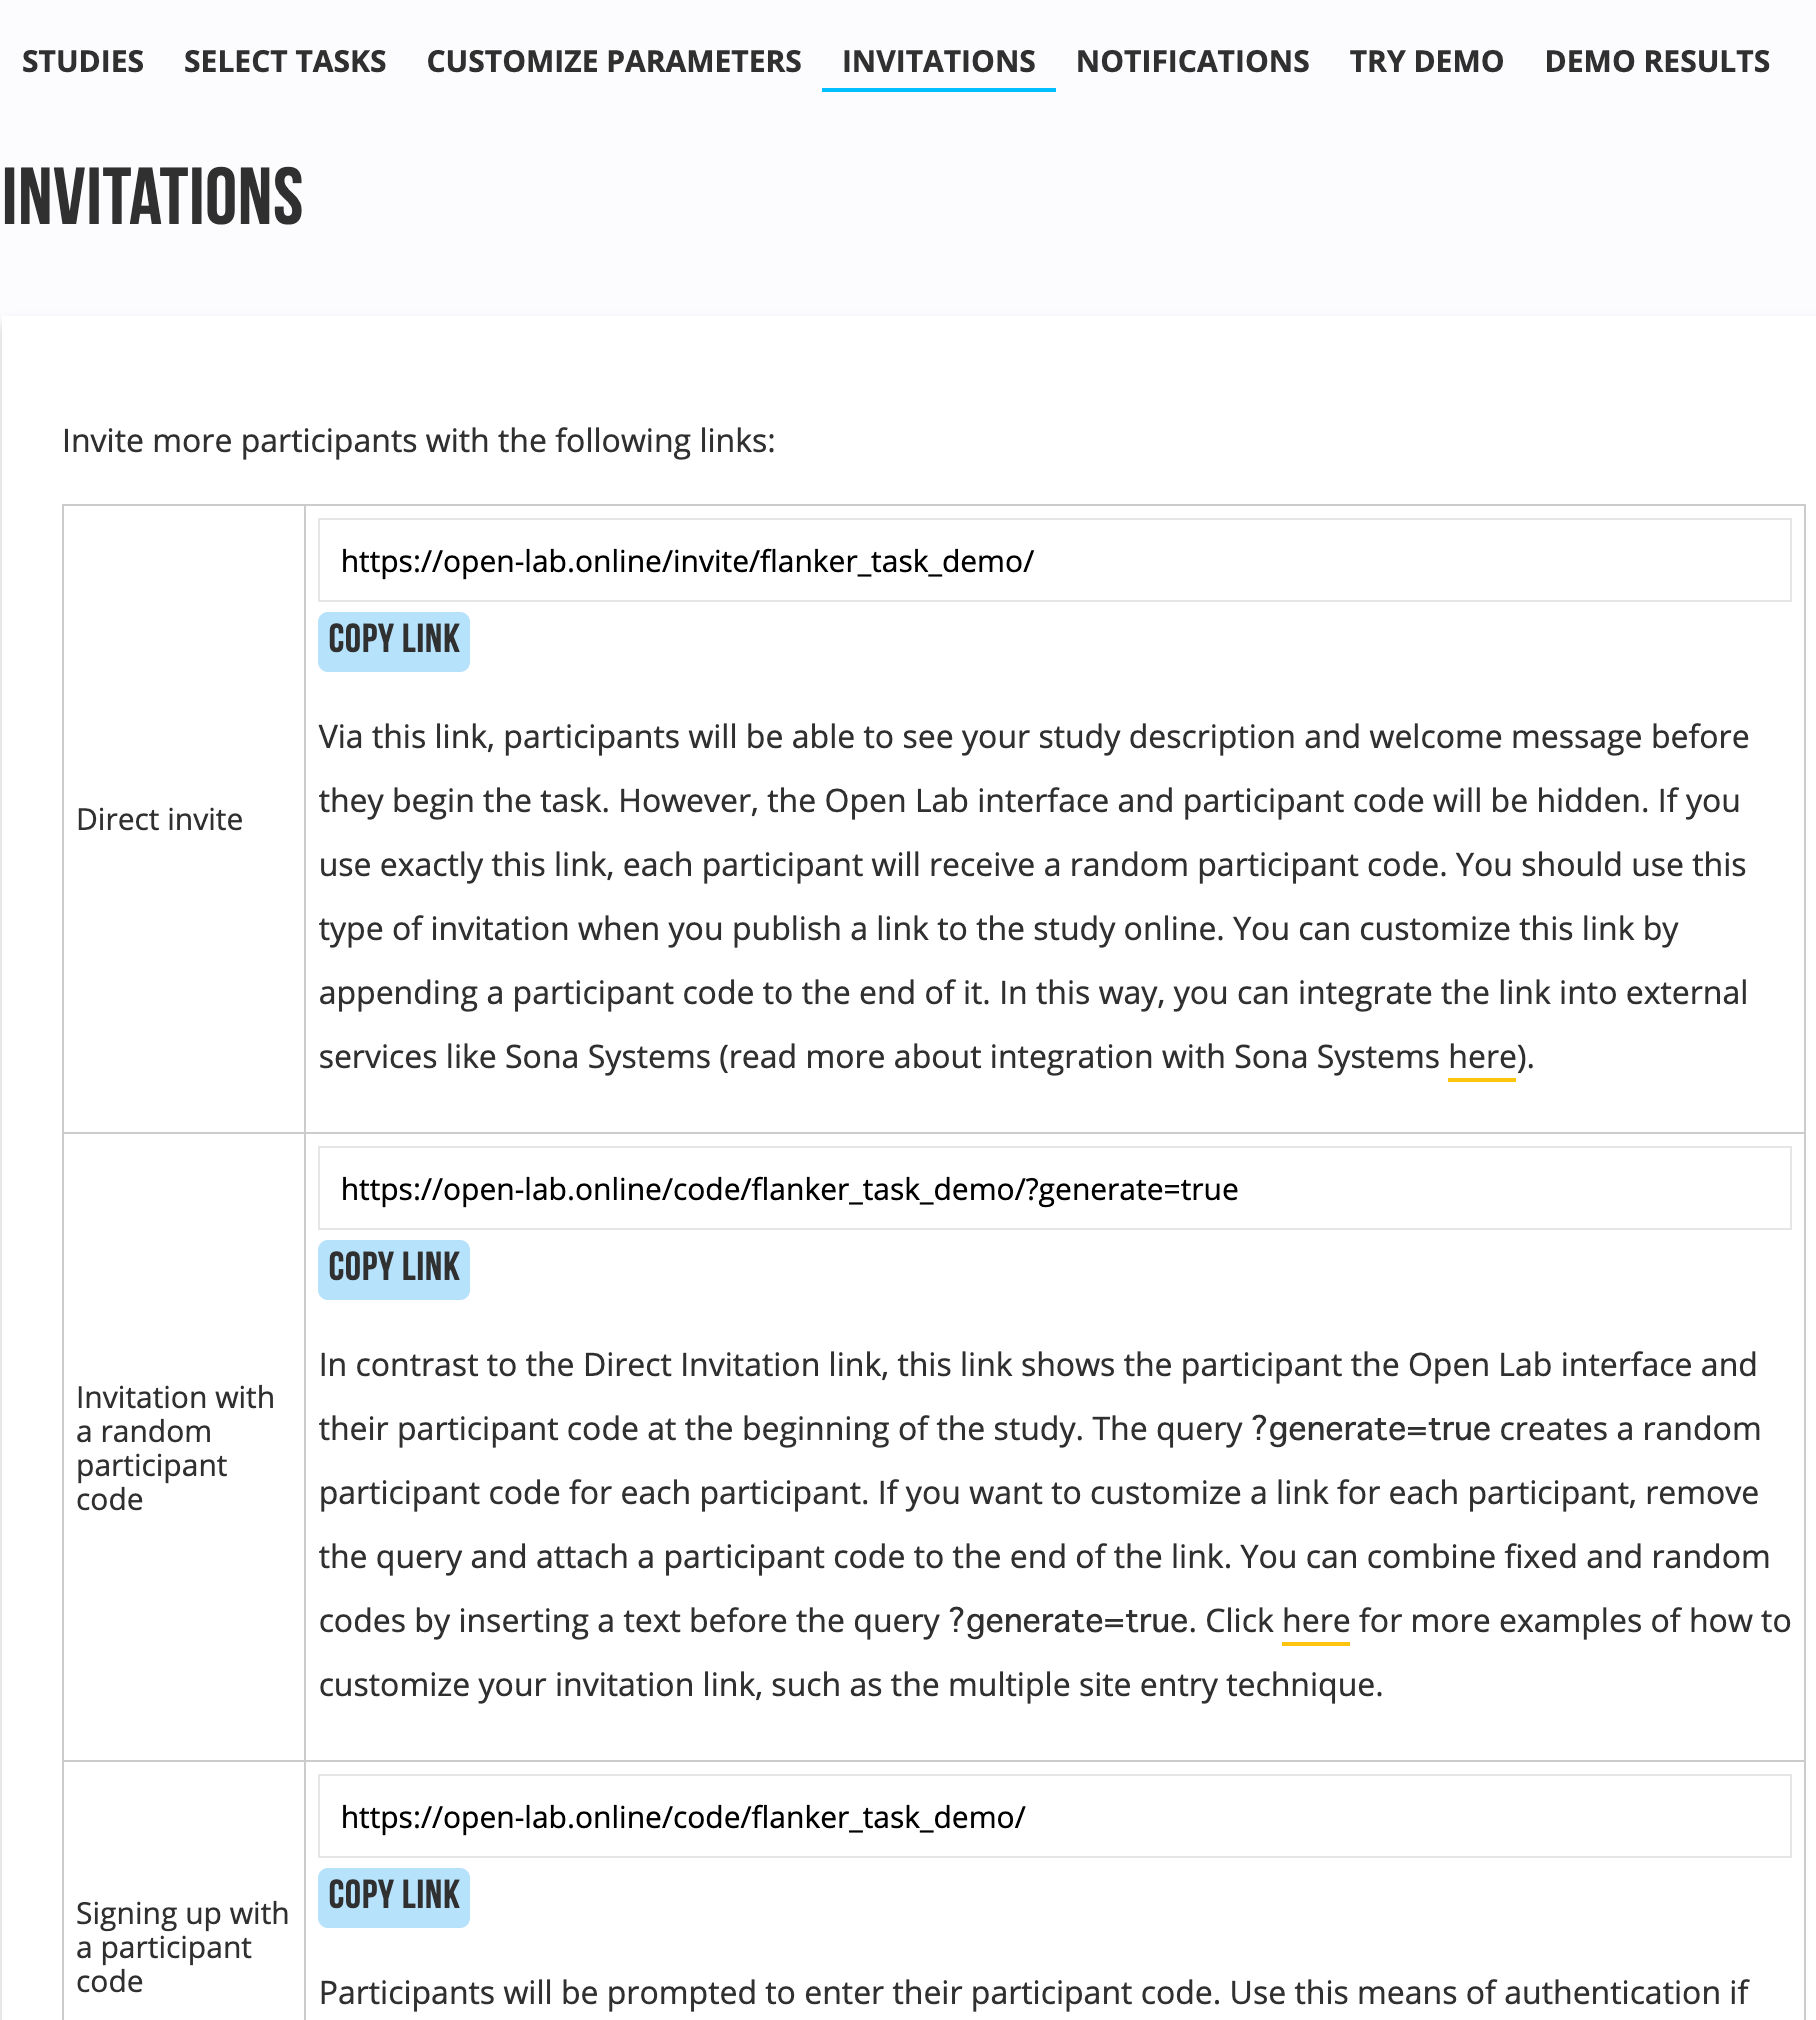 STUDIES SELECT TASKS CUSTOMIZE PARAMETERS INVITATIONS NOTIFICATIONS TRY DEMO DEMO RESULTS
INVITATIONS
Invite more participants with the following links:
Direct invite
https://open-lab.online/invite/flanker_task_demo/
COPY LINK
Via this link, participants will be able to see your study description and welcome message before
they begin the task. However, the Open Lab interface and participant code will be hidden. If you
use exactly this link, each participant will receive a random participant code. You should use this
type of invitation when you publish a link to the study online. You can customize this link by
appending a participant code to the end of it. In this way, you can integrate the link into external
services like Sona Systems (read more about integration with Sona Systems here).
Invitation with
a random
participant
code
https://open-lab.online/code/flanker_task_demo/?generate=true
COPY LINK
In contrast to the Direct Invitation link, this link shows the participant the Open Lab interface and
their participant code at the beginning of the study. The query ?generate=true creates a random
participant code for each participant. If you want to customize a link for each participant, remove
the query and attach a participant code to the end of the link. You can combine fixed and random
codes by inserting a text before the query ?generate=true. Click here for more examples of how to
customize your invitation link, such as the multiple site entry technique.
Signing up with
a participant
code
https://open-lab.online/code/flanker_task_demo/
COPY LINK
Participants will be prompted to enter their participant code. Use this means of authentication if